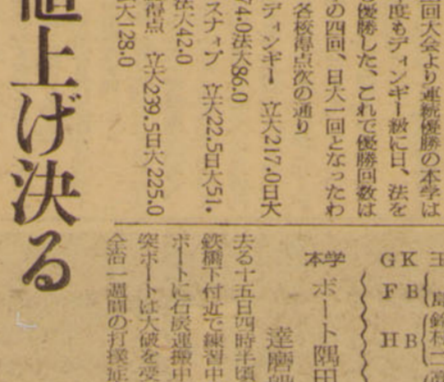 回大会より連続優勝の本学は
度もディンギー級に日、法を
優勝した、これで優勝回数は
の四回、日大一回となったわ
各校得点次の通り
ディンギー　立大217.0日大
74.0法大86.0
スナイプ　立大22.5日大51.
法大42.0
得点　立大239.5日大225.0
大128.0
値上げ決る
GK
FB
HB
本学ボート隅田
達磨
去る十五日四時半頃
鉄橋下付近で練習中
ボートに石炭運搬中
突ボートは大破を受
全治一週間の打撲